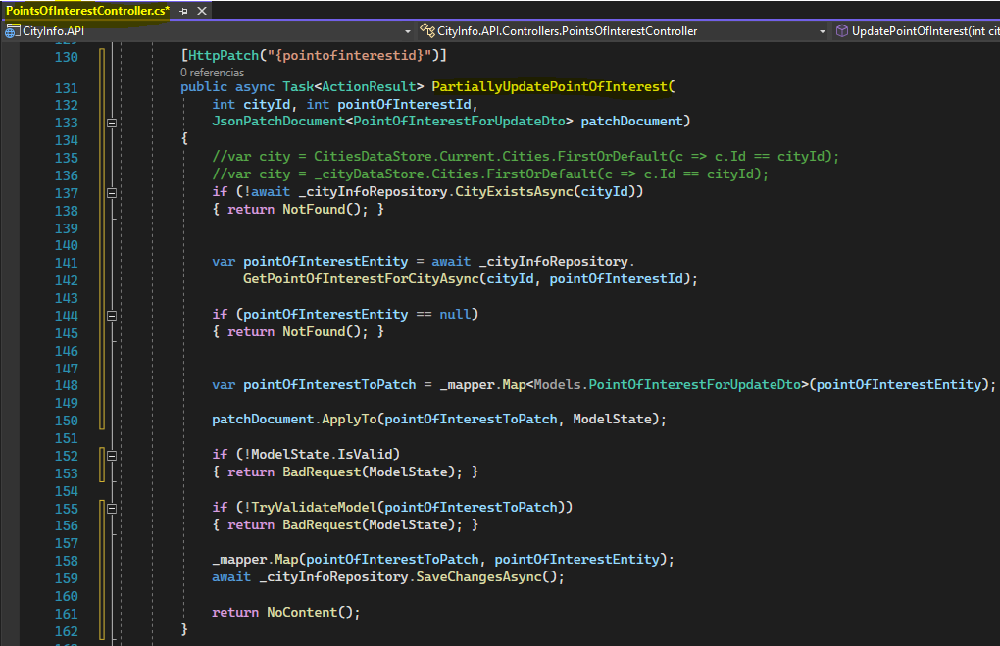 PointsOfInterestController.cs*
CityInfo.API CityInfo.API.Controllers.PointsOfInterestController UpdatePointOfInterest(int cit
129
130 [HttpPatch("{pointofinterestid}")]
0 referencias
131 public async Task<ActionResult> PartiallyUpdatePointOfInterest(
132 int cityId, int pointOfInterestId,
133 JsonPatchDocument<PointOfInterestForUpdateDto> patchDocument)
134 {
135 //var city = CitiesDataStore.Current.Cities.FirstOrDefault(c => c.Id == cityId);
136 //var city = _cityDataStore.Cities.FirstOrDefault(c => c.Id == cityId);
137 if (!await _cityInfoRepository.CityExistsAsync(cityId))
138 { return NotFound(); }
139
140
141 var pointOfInterestEntity = await _cityInfoRepository.
142 GetPointOfInterestForCityAsync(cityId, pointOfInterestId);
143
144 if (pointOfInterestEntity == null)
145 { return NotFound(); }
146
147
148 var pointOfInterestToPatch = _mapper.Map<Models.PointOfInterestForUpdateDto>(pointOfInterestEntity);
149
150 patchDocument.ApplyTo(pointOfInterestToPatch, ModelState);
151
152 if (!ModelState.IsValid)
153 { return BadRequest(ModelState); }
154
155 if (!TryValidateModel(pointOfInterestToPatch))
156 { return BadRequest(ModelState); }
157
158 _mapper.Map(pointOfInterestToPatch, pointOfInterestEntity);
159 await _cityInfoRepository.SaveChangesAsync();
160
161 return NoContent();
162 }